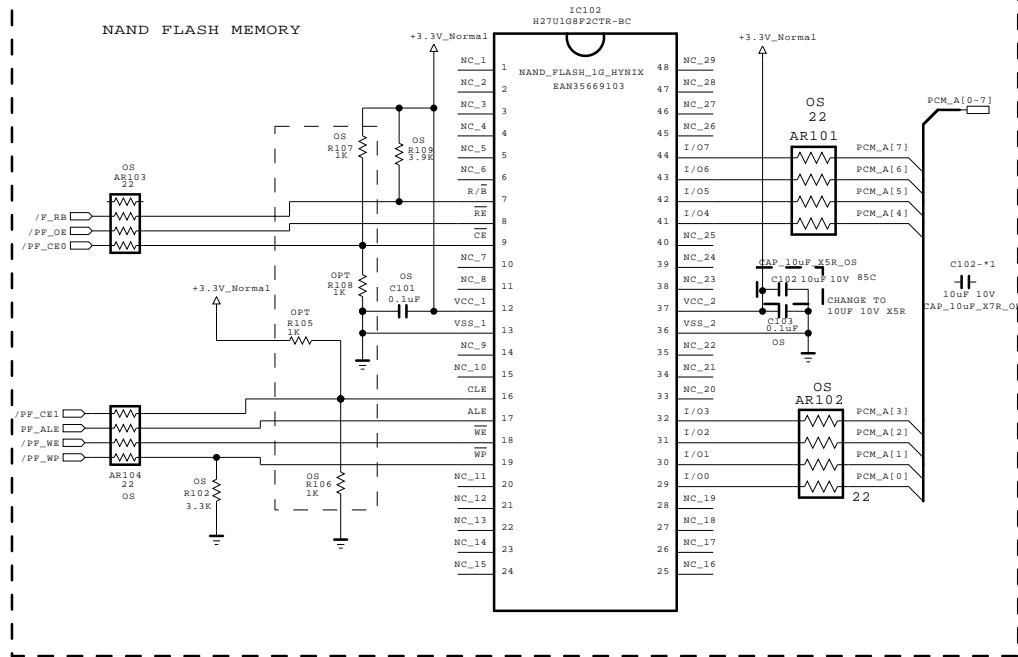 NAND FLASH MEMORY
IC102
H27U1G8F2CTR-BC
NAND_FLASH_1G_HYNIX
EAN35669103
+3.3V_Normal
NC_1
1
NC_2
2
NC_3
3
NC_4
4
NC_5
5
NC_6
6
R/B
7
RE
8
CE
9
NC_7
10
NC_8
11
VCC_1
12
VSS_1
13
NC_9
14
NC_10
15
CLE
16
ALE
17
WE
18
WP
19
NC_11
20
NC_12
21
NC_13
22
NC_14
23
NC_15
24
OS
R107
1K
OS
R109
3.9K
OS
AR103
22
/F_RB
/PF_OE
/PF_CE0
OPT
R108
1K
OS
C101
0.1uF
+3.3V_Normal
OPT
R105
1K
/PF_CE1
PF_ALE
/PF_WE
/PF_WP
AR104
22
OS
OS
R102
3.3K
OS
R106
1K
+3.3V_Normal
NC_29
48
NC_28
47
NC_27
46
NC_26
45
I/O7
44
I/O6
43
I/O5
42
I/O4
41
NC_25
40
NC_24
39
NC_23
38
VCC_2
37
VSS_2
36
NC_22
35
NC_21
34
NC_20
33
I/O3
32
I/O2
31
I/O1
30
I/O0
29
NC_19
28
NC_18
27
NC_17
26
NC_16
25
OS
22
AR101
PCM_A[0-7]
PCM_A[7]
PCM_A[6]
PCM_A[5]
PCM_A[4]
CAP_10uF_X5R_OS
C102 10uF 10V 85C
CHANGE TO
10UF 10V X5R
C103
0.1uF
OS
C102-*1
10uF 10V
CAP_10uF_X7R_OS
OS
AR102
PCM_A[3]
PCM_A[2]
PCM_A[1]
PCM_A[0]
22